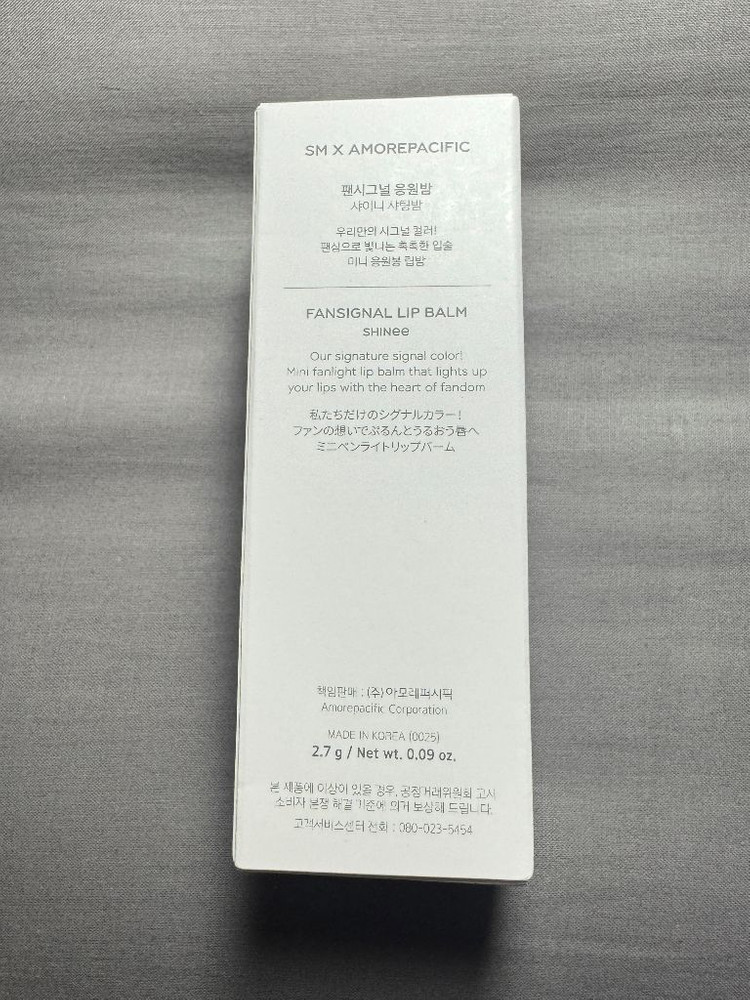 SM X AMOREPACIFIC
팬시그널 응원밤
샤이니 샤팅밤
우리만의 시그널 컬러!
팬심으로 빛나는 촉촉한 입술
미니 응원봉 립밤
FANSIGNAL LIP BALM
SHINee
Our signature signal color!
Mini fanlight lip balm that lights up
your lips with the heart of fandom
私たちだけのシグナルカラー!
ファンの想いでぷるんとうるおう唇へ
ミニペンライトリップバーム
책임판매 : (주)아모레퍼시픽
Amorepacific Corporation
MADE IN KOREA (0025)
2.7 g / Net wt. 0.09 oz.
본 제품에 이상이 있을 경우, 공정거래위원회 고시
소비자 분쟁 해결 기준에 의거 보상해 드립니다.
고객서비스센터 전화 : 080-023-5454